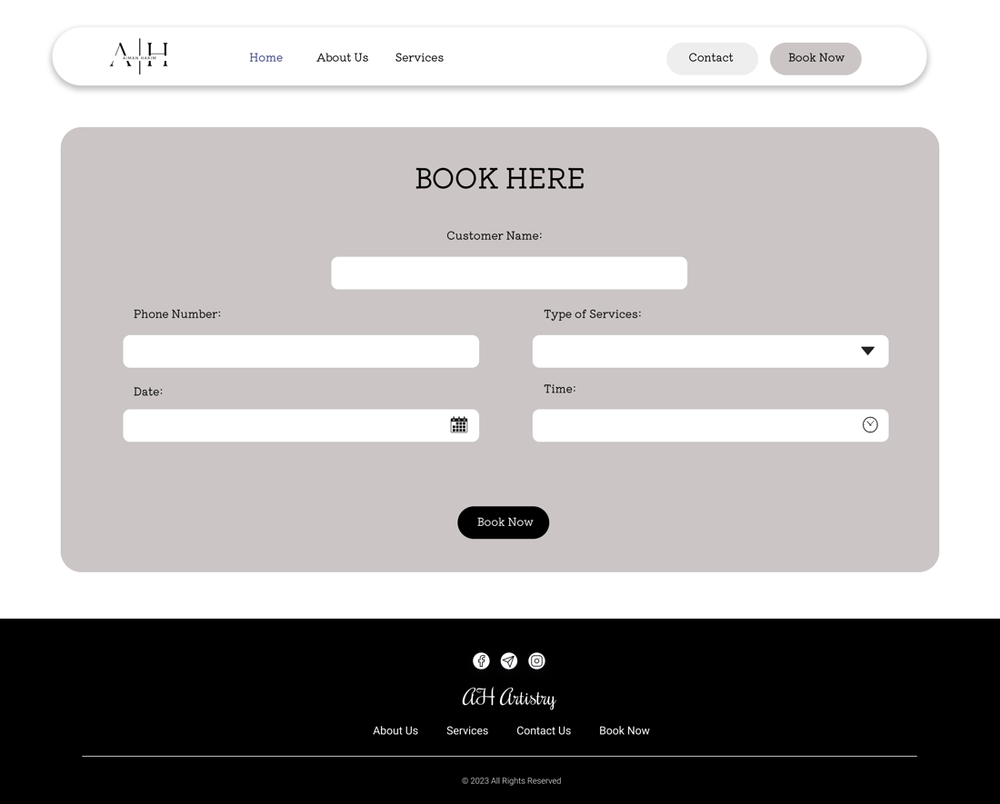 A|H
AIMAN HAKIM
Home About Us Services Contact Book Now
BOOK HERE
Customer Name:
Phone Number: Type of Services:
Date: Time:
Book Now
AH Artistry
About Us Services Contact Us Book Now
© 2023 All Rights Reserved